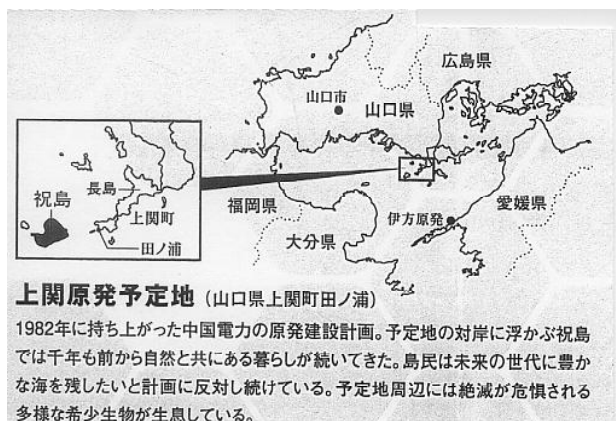 広島県
山口市
山口県
長島
祝島
上関町
田ノ浦
福岡県
大分県
伊方原発
愛媛県
上関原発予定地（山口県上関町田ノ浦）
1982年に持ち上がった中国電力の原発建設計画。予定地の対岸に浮かぶ祝島
では千年も前から自然と共にある暮らしが続いてきた。島民は未来の世代に豊か
な海を残したいと計画に反対し続けている。予定地周辺には絶滅が危惧される
多様な希少生物が生息している。